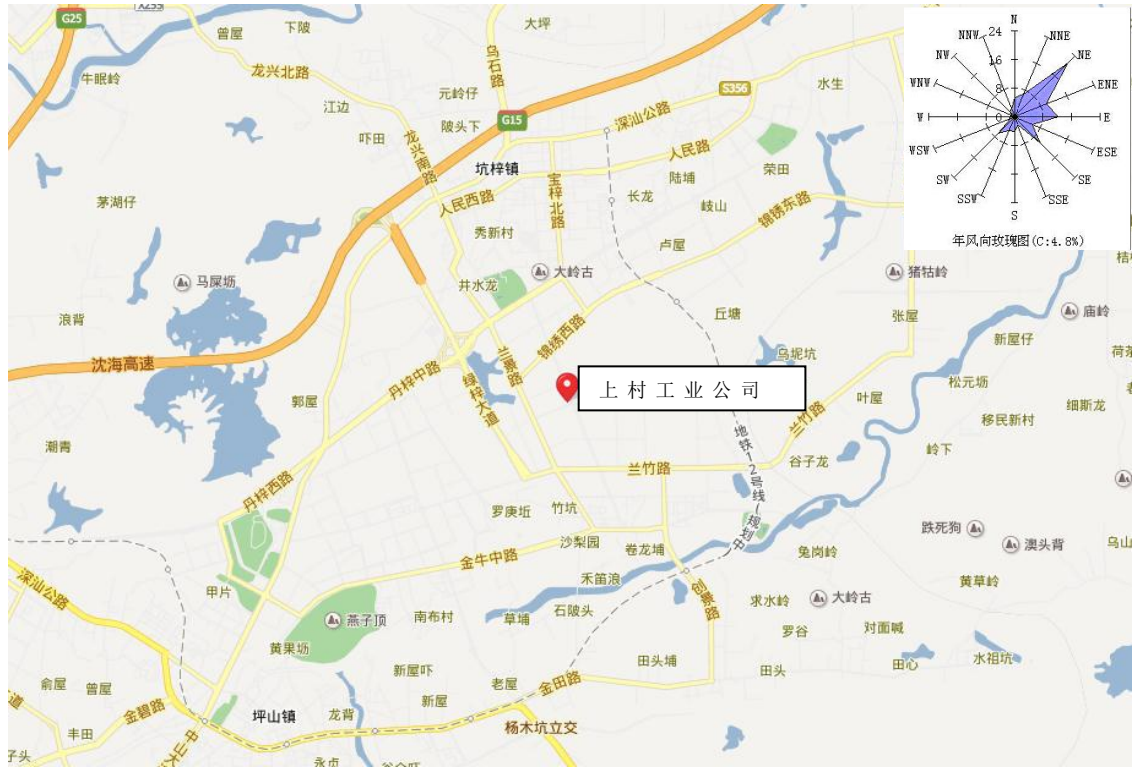 G25
X255
曾屋
下陂
大坪
乌石路
N
24
16
8
0
NNW
NNE
NW
NE
WNW
ENE
W
E
WSW
ESE
SW
SE
SSW
SSE
S
年风向玫瑰图(C:4.8%)
牛眠岭
龙兴北路
江边
元岭仔
S356
水生
吓田
陂头下
G15
深汕公路
龙兴南路
坑梓镇
人民路
荣田
宝梓北路
陆埔
茅湖仔
人民西路
长龙
岐山
锦绣东路
秀新村
卢屋
马屎坜
井水龙
大岭古
猪牯岭
庙岭
浪背
丘塘
张屋
新屋仔
沈海高速
兰景路
锦绣西路
乌坭坑
丹梓中路
绿梓大道
上村工业公司
松元坜
郭屋
叶屋
细斯龙
移民新村
兰竹路
潮青
地铁12号线(规划中
岭下
兰竹路
谷子龙
丹梓西路
罗庚坵
竹坑
跌死狗
沙梨园
卷龙埔
澳头背
乌山
金牛中路
兔岗岭
深汕公路
禾笛浪
黄草岭
甲片
创景路
求水岭
大岭古
燕子顶
南布村
草埔
石陂头
罗谷
对面喊
黄果坜
新屋吓
田头埔
田头
田心
水祖坑
俞屋
曾屋
新屋
老屋
金田路
金碧路
坪山镇
龙背
杨木坑立交
丰田
中山大
子头
永贞